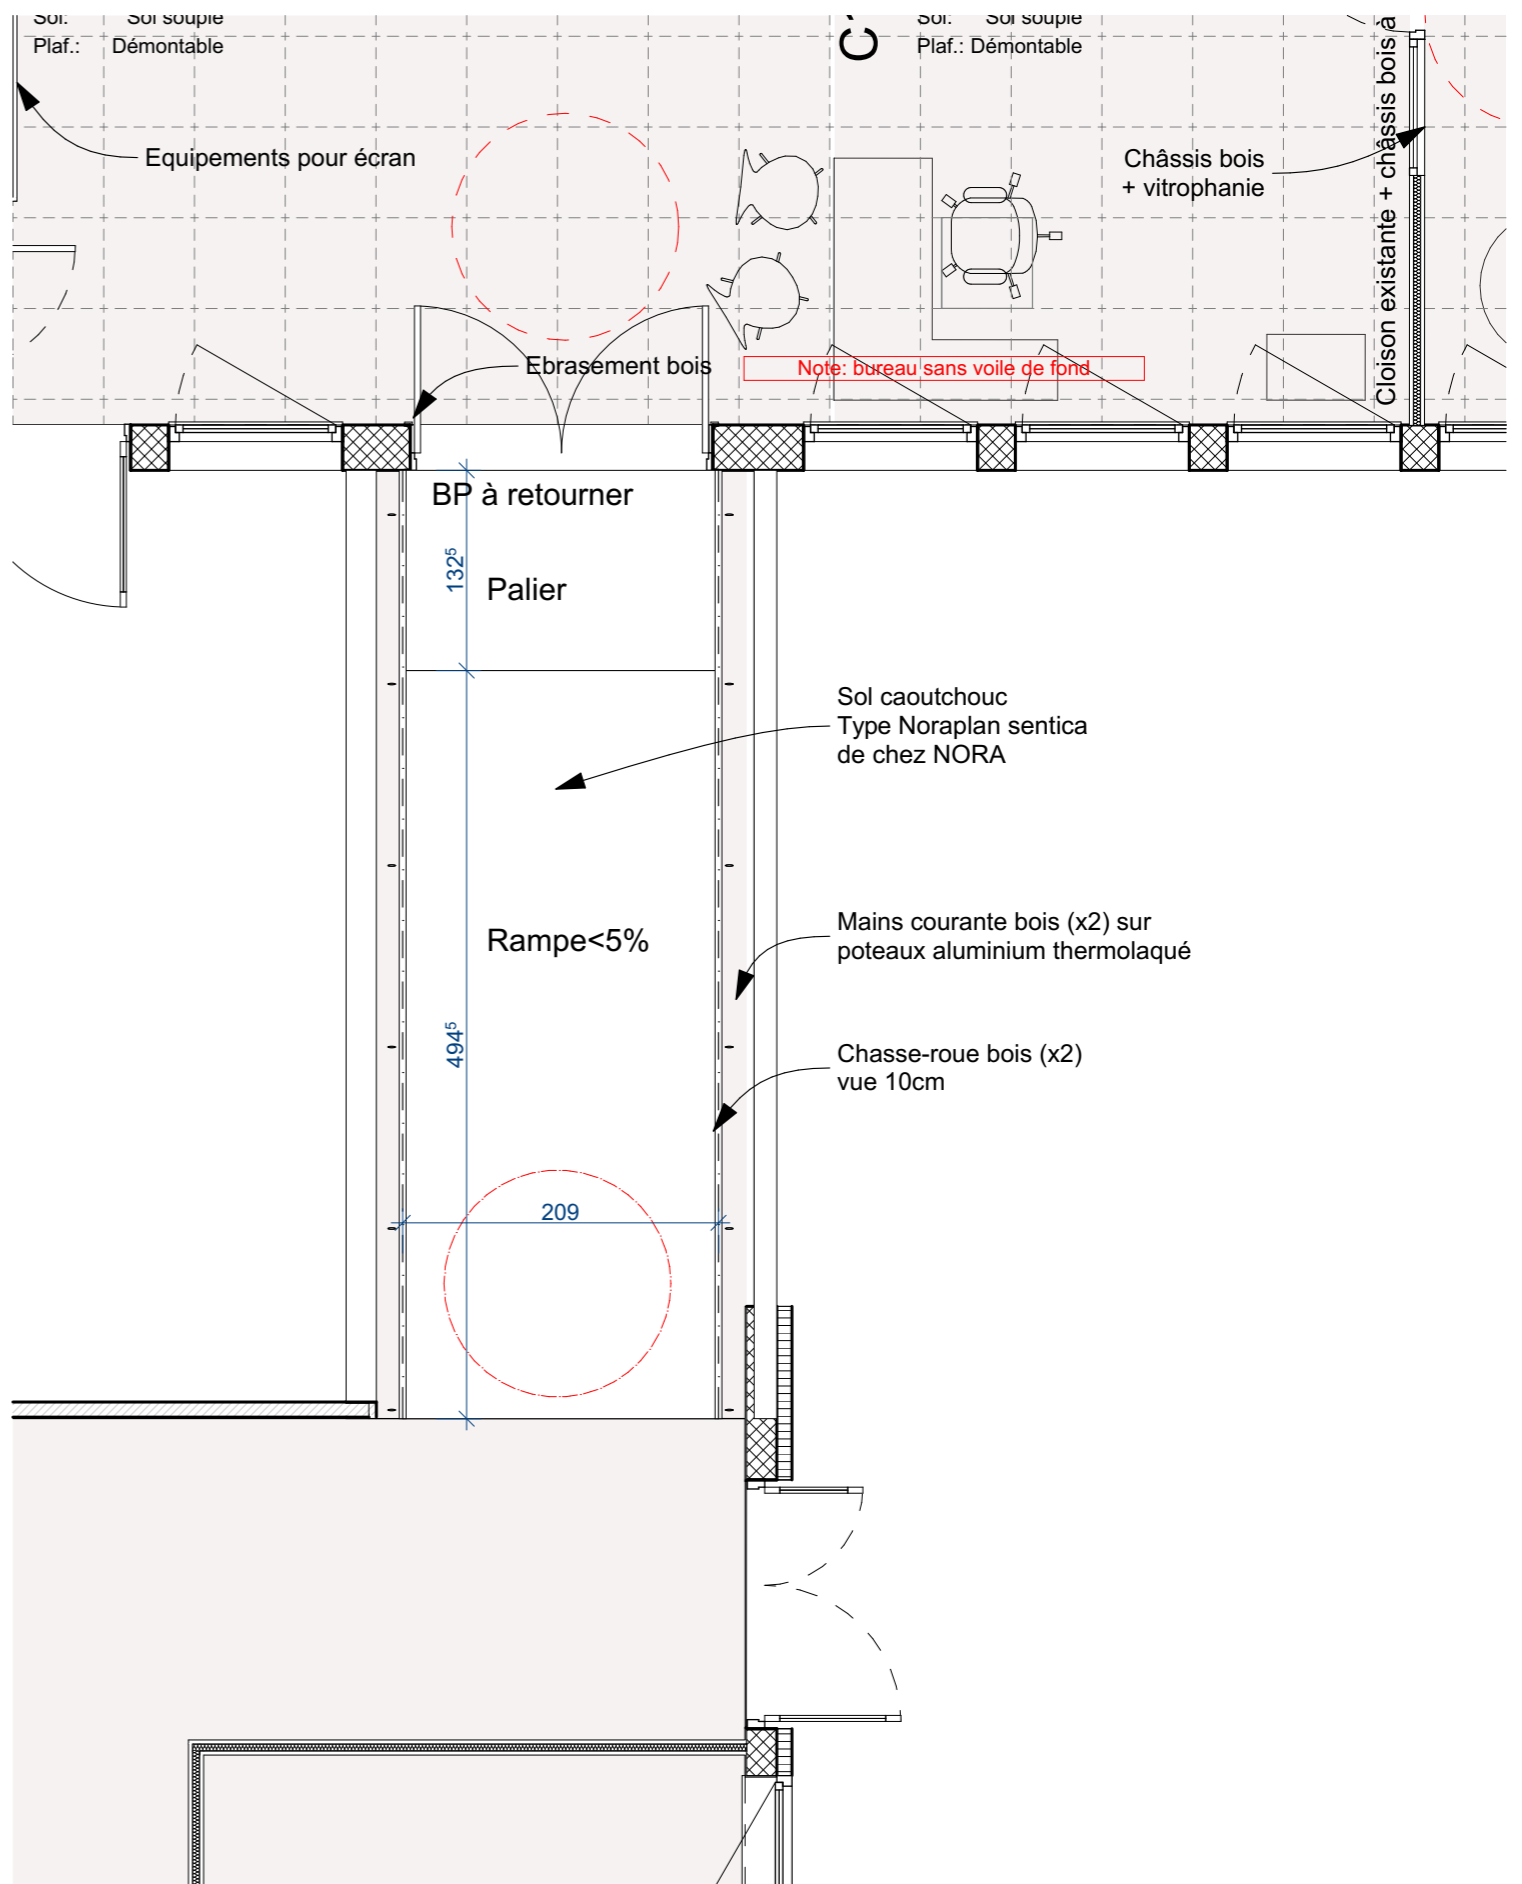 Sol: Sol souple
Plaf.: Démontable
C
Sol: Sol souple
Plaf.: Démontable
Cloison existante + châssis bois à
Equipements pour écran
Châssis bois
+ vitrophanie
Ebrasement bois
Note: bureau sans voile de fond
BP à retourner
132⁵
Palier
Sol caoutchouc
Type Noraplan sentica
de chez NORA
Mains courante bois (x2) sur
poteaux aluminium thermolaqué
Rampe<5%
494⁵
Chasse-roue bois (x2)
vue 10cm
209